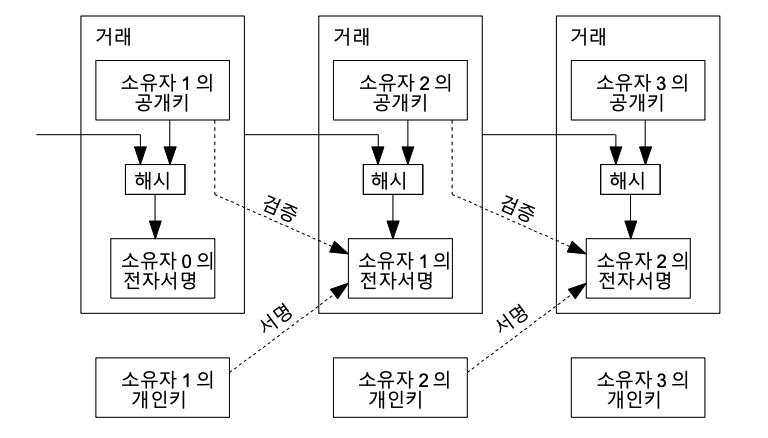 거래
소유자 1 의
공개키
해시
소유자 0 의
전자서명
거래
소유자 2 의
공개키
해시
소유자 1 의
전자서명
거래
소유자 3 의
공개키
해시
소유자 2 의
전자서명
검증
검증
서명
서명
소유자 1 의
개인키
소유자 2 의
개인키
소유자 3 의
개인키